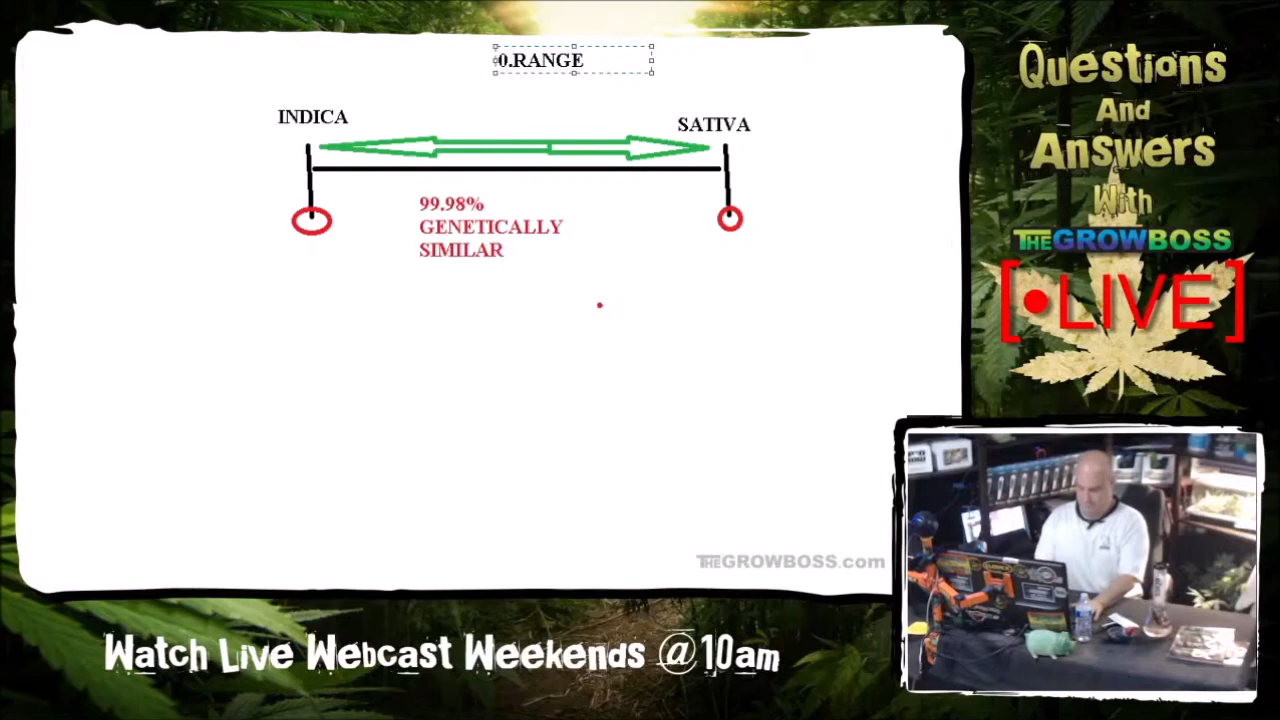 0.RANGE
INDICA
SATIVA
99.98%
GENETICALLY
SIMILAR
THEGROWBOSS.com
Questions
And
Answers
With
THEGROWBOSS
[•LIVE]
Watch Live Webcast Weekends @10am